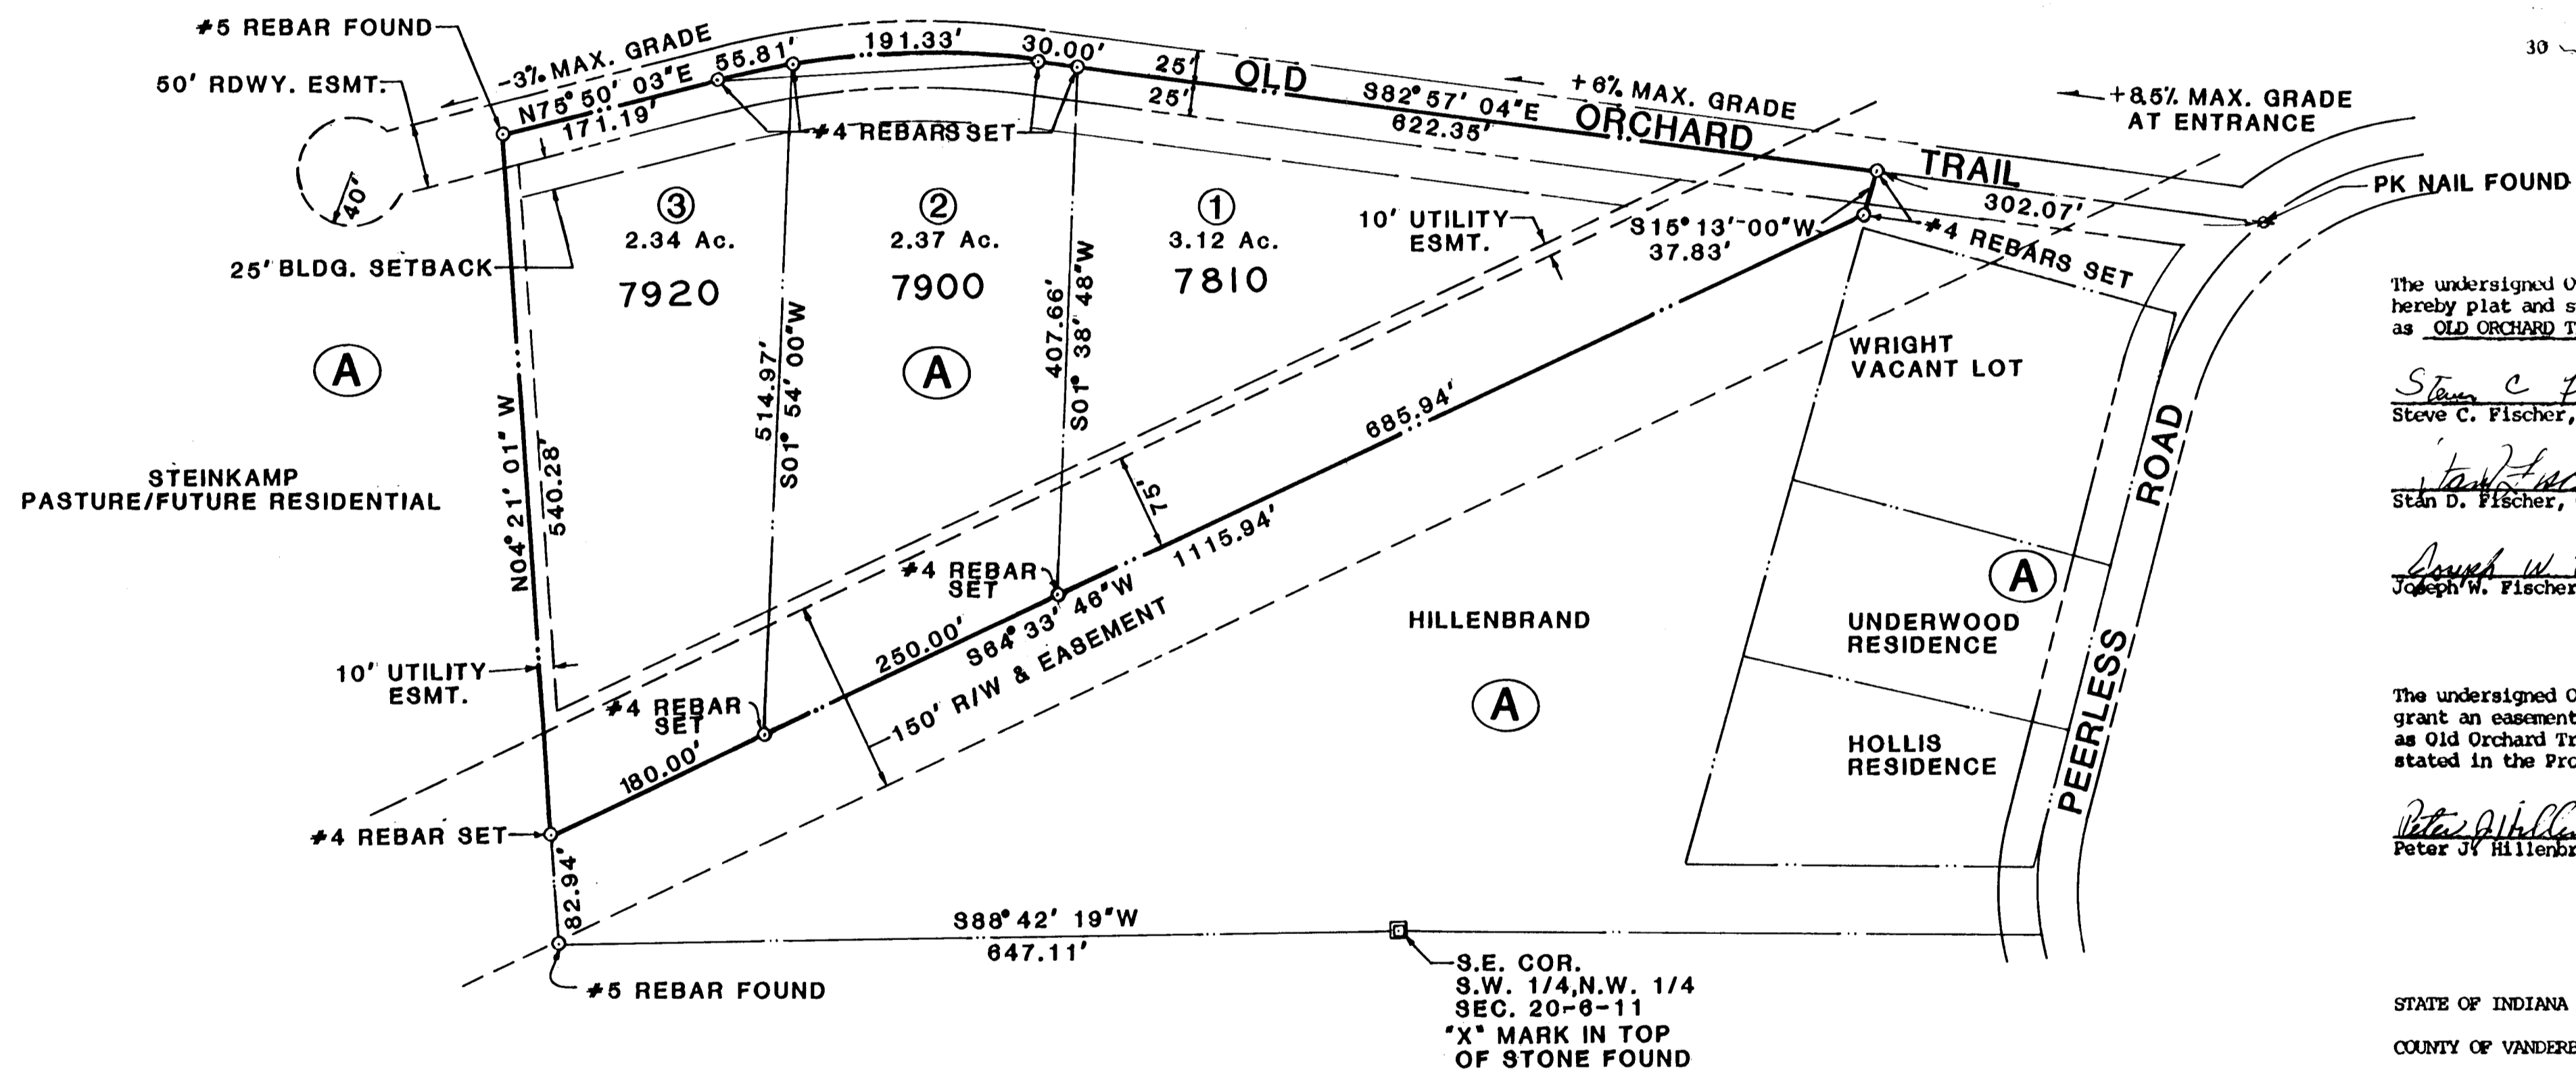 #5 REBAR FOUND
50' RDWY. ESMT.
-3% MAX. GRADE
N75° 50' 03"E
171.19'
55.81'
191.33'
30.00'
25'
25'
OLD ORCHARD TRAIL
S82° 57' 04"E
622.35'
+6% MAX. GRADE
+8.5% MAX. GRADE
AT ENTRANCE
30
PK NAIL FOUND
302.07'
#4 REBARS SET
#4 REBARS SET
40'
25' BLDG. SETBACK
3
2.34 Ac.
7920
2
2.37 Ac.
7900
1
3.12 Ac.
7810
10' UTILITY
ESMT.
S15° 13'-00"W
37.83'
A
A
STEINKAMP
PASTURE/FUTURE RESIDENTIAL
N04° 21' 01" W
540.28'
514.97'
S01° 54' 00"W
407.66'
S01° 38' 48"W
685.94'
75'
1115.94'
S64° 33' 46"W
250.00'
180.00'
150' R/W & EASEMENT
#4 REBAR
SET
#4 REBAR
SET
10' UTILITY
ESMT.
#4 REBAR SET
82.94'
#5 REBAR FOUND
S88° 42' 19"W
647.11'
HILLENBRAND
A
WRIGHT
VACANT LOT
A
UNDERWOOD
RESIDENCE
HOLLIS
RESIDENCE
PEERLESS ROAD
S.E. COR.
S.W. 1/4,N.W. 1/4
SEC. 20-6-11
"X" MARK IN TOP
OF STONE FOUND
The undersigned O
hereby plat and s
as OLD ORCHARD T
Steve C. Fischer,
Stan D. Fischer,
Joseph W.
Joseph W. Fischer
The undersigned O
grant an easement
as Old Orchard Tr
stated in the Pro
Peter J. Hillen
Peter J. Hillenbr
STATE OF INDIANA
COUNTY OF VANDERB